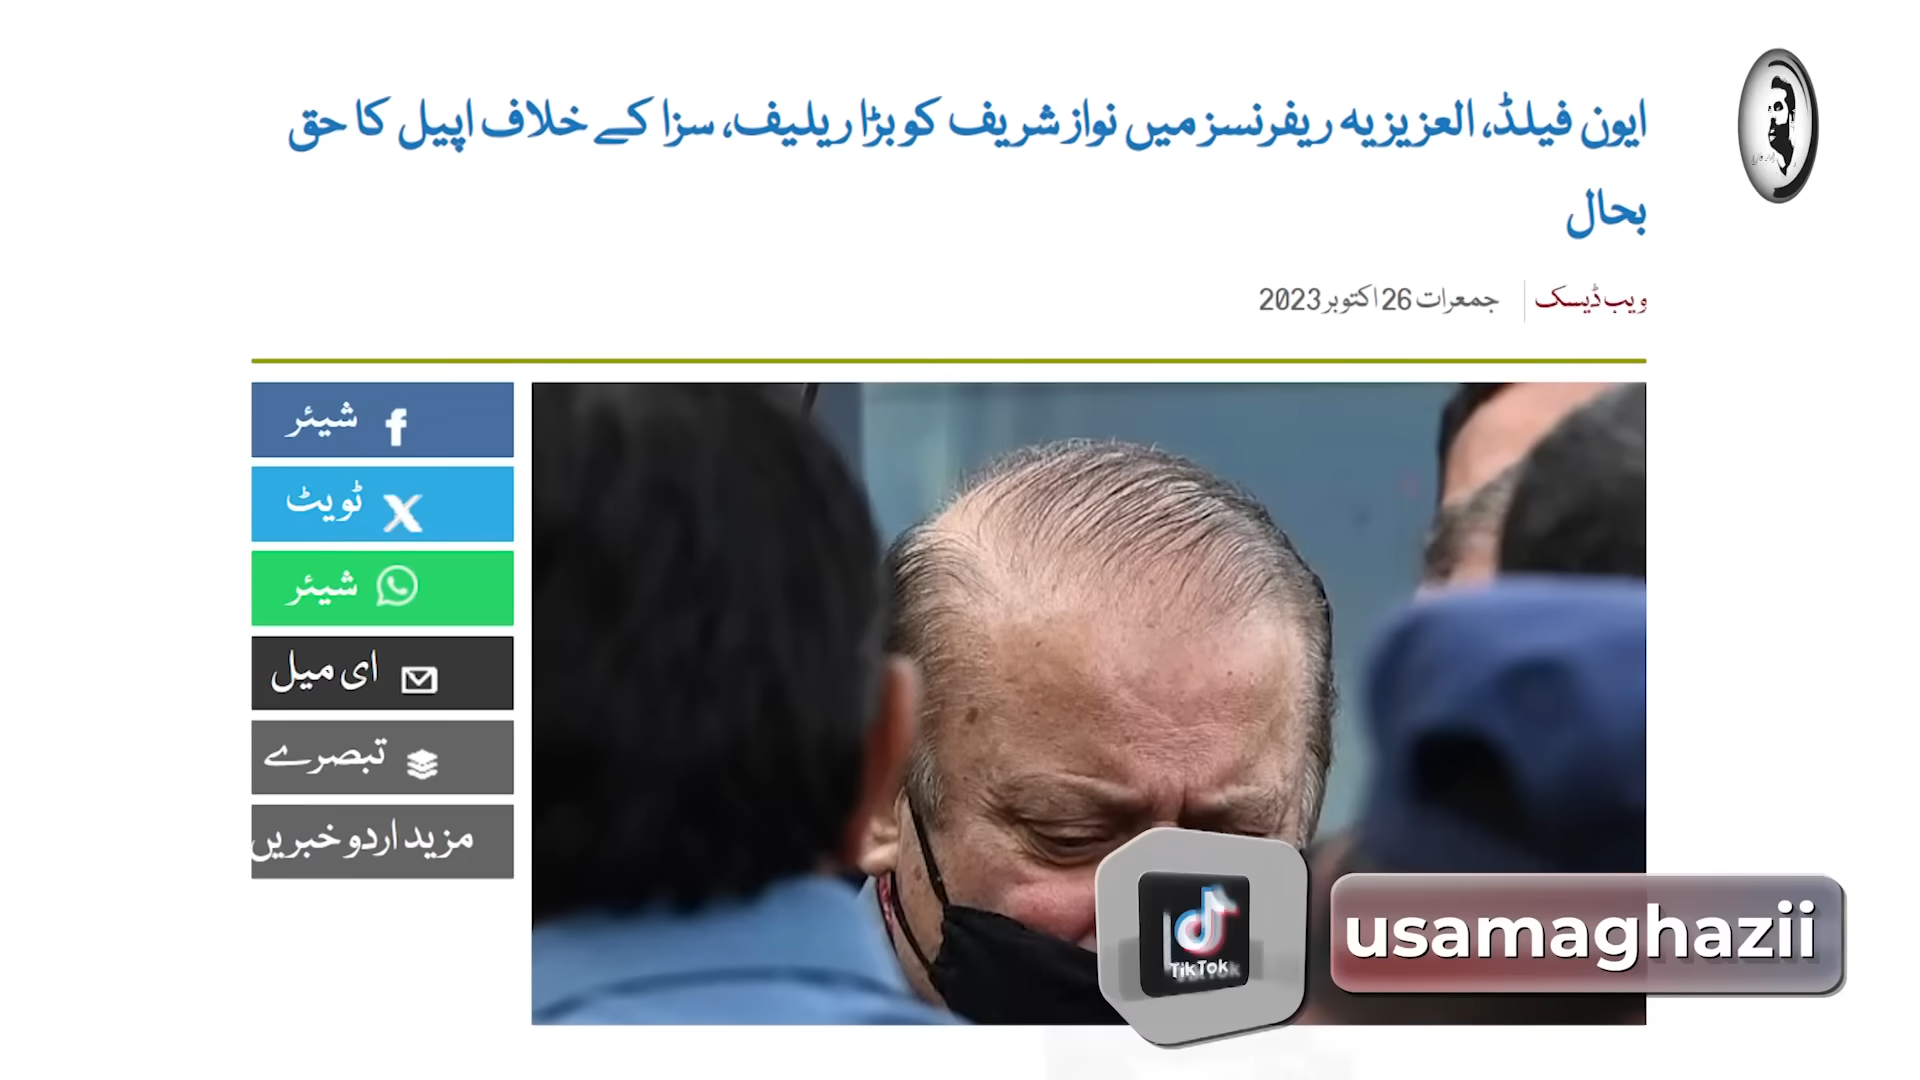 ایون فیلڈ، العزیزیه ریفرنسز میں نواز شریف کو بڑا ریلیف، سزا کے خلاف اپیل کا حق
بحال
ویب ڈیسک
جمعرات 26 اکتوبر 2023
شیئر
ٹویٹ
شیئر
ای میل
تبصرے
مزید اردو خبریں
TikTok
usamaghazii